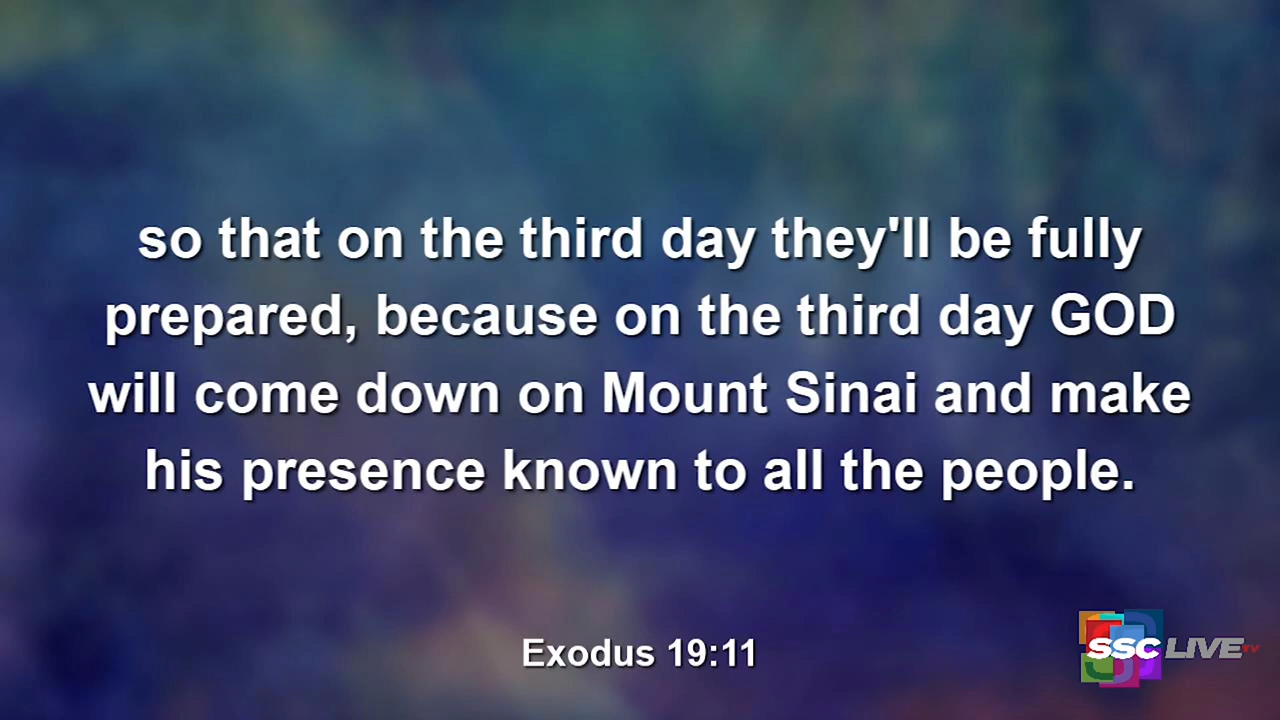 so that on the third day they'll be fully
prepared, because on the third day GOD
will come down on Mount Sinai and make
his presence known to all the people.
Exodus 19:11
SSC LIVE TV